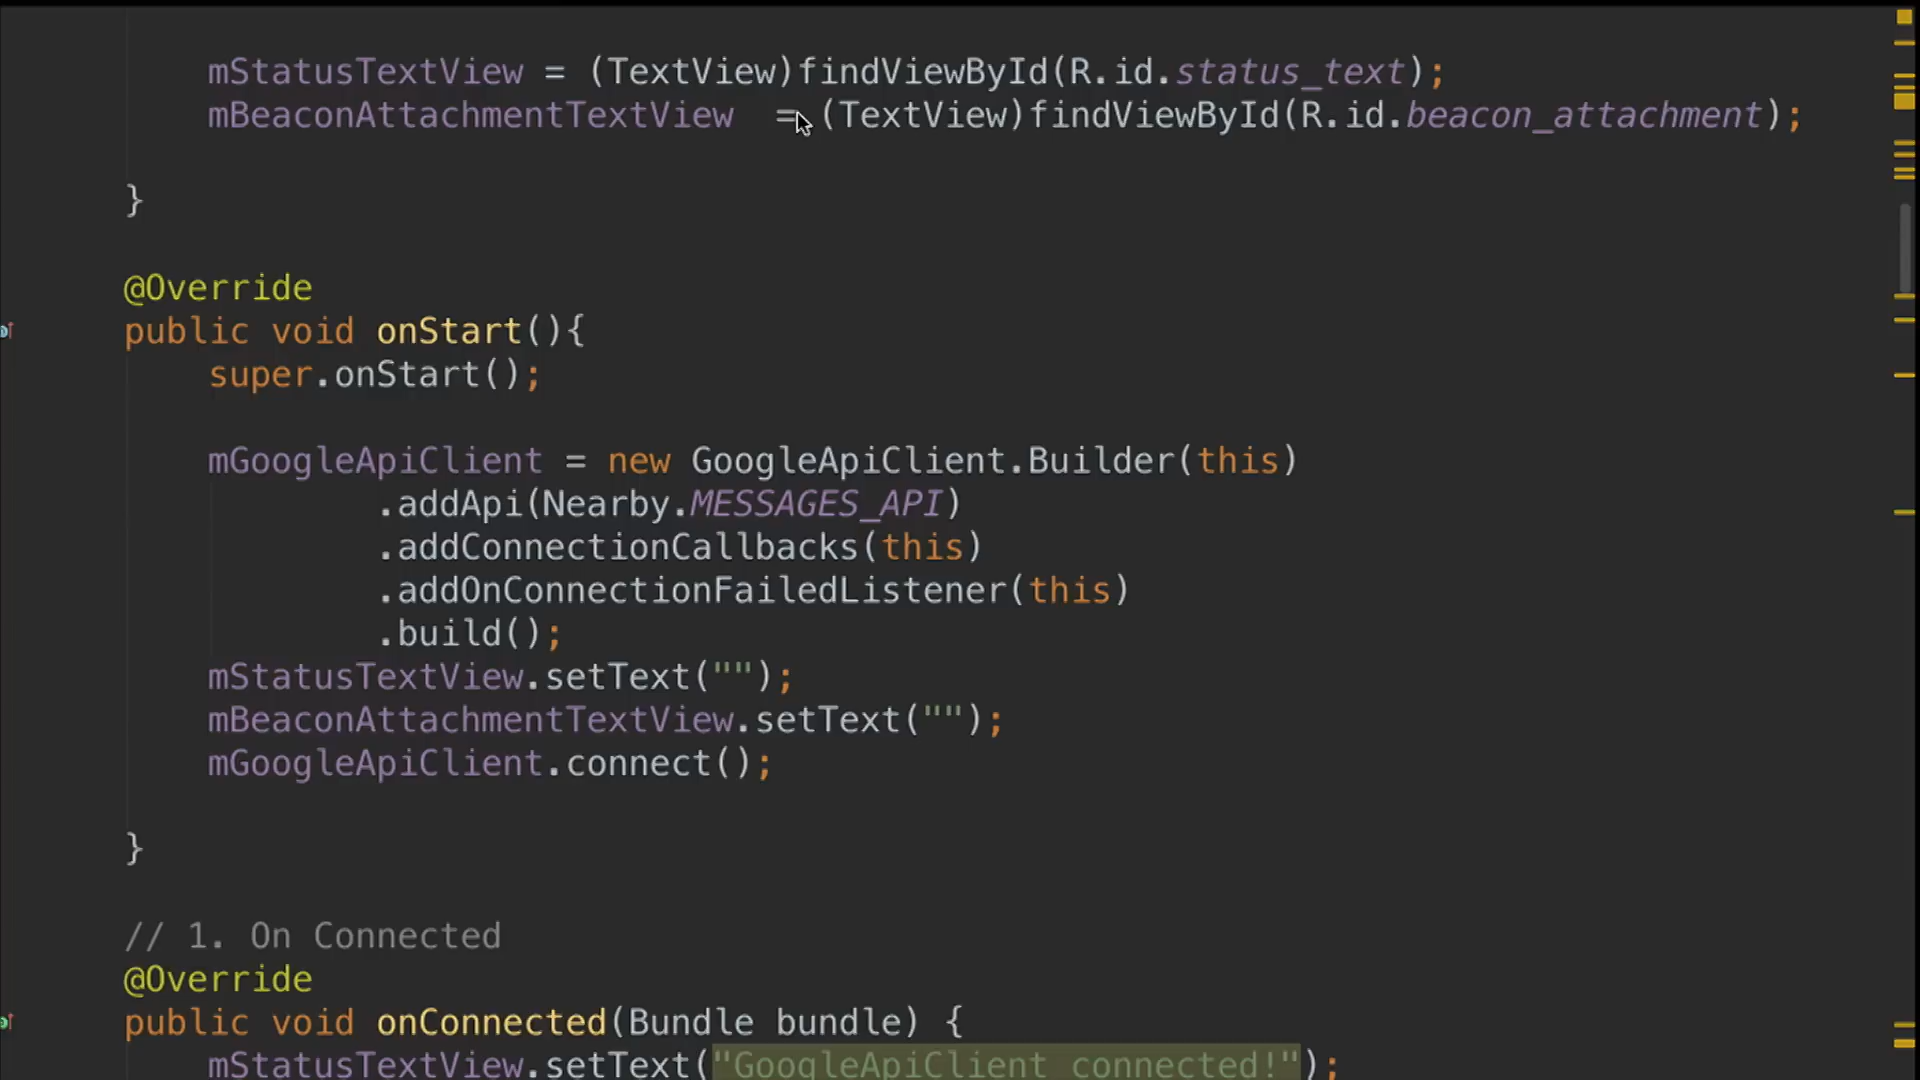 mStatusTextView = (TextView)findViewById(R.id.status_text);
mBeaconAttachmentTextView  = (TextView)findViewById(R.id.beacon_attachment);
}
@Override
public void onStart(){
super.onStart();
mGoogleApiClient = new GoogleApiClient.Builder(this)
.addApi(Nearby.MESSAGES_API)
.addConnectionCallbacks(this)
.addOnConnectionFailedListener(this)
.build();
mStatusTextView.setText("");
mBeaconAttachmentTextView.setText("");
mGoogleApiClient.connect();
}
// 1. On Connected
@Override
public void onConnected(Bundle bundle) {
mStatusTextView.setText("GoogleApiClient connected!");